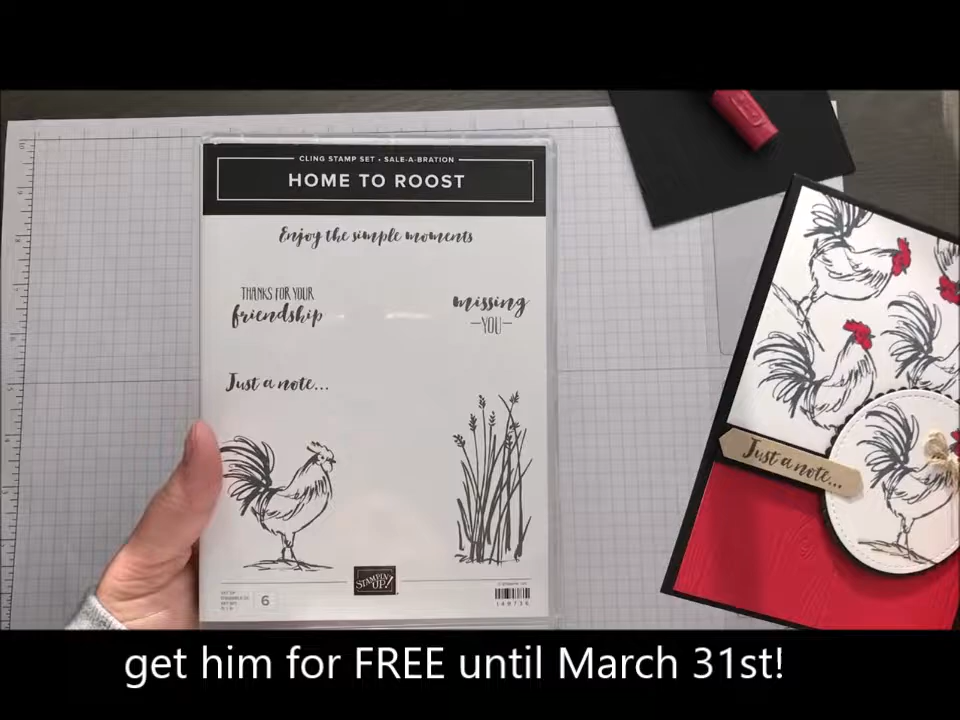 CLING STAMP SET • SALE-A-BRATION
HOME TO ROOST
Enjoy the simple moments
THANKS FOR YOUR
friendship
missing
—YOU—
Just a note...
Just a note...
6
STAMPIN' UP!
get him for FREE until March 31st!